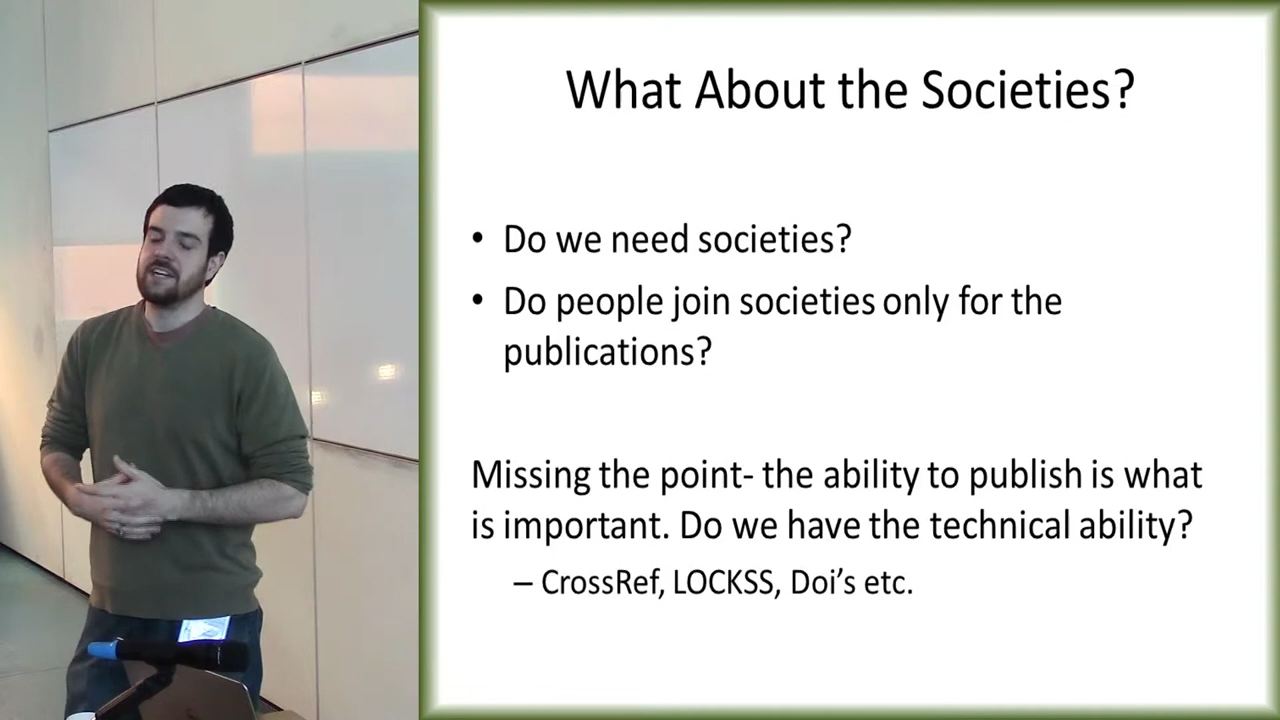 What About the Societies?
• Do we need societies?
• Do people join societies only for the
publications?
Missing the point- the ability to publish is what
is important. Do we have the technical ability?
– CrossRef, LOCKSS, Doi's etc.